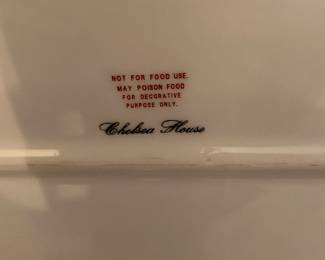 NOT FOR FOOD USE.
MAY POISON FOOD
FOR DECORATIVE
PURPOSE ONLY.
Chelsea House